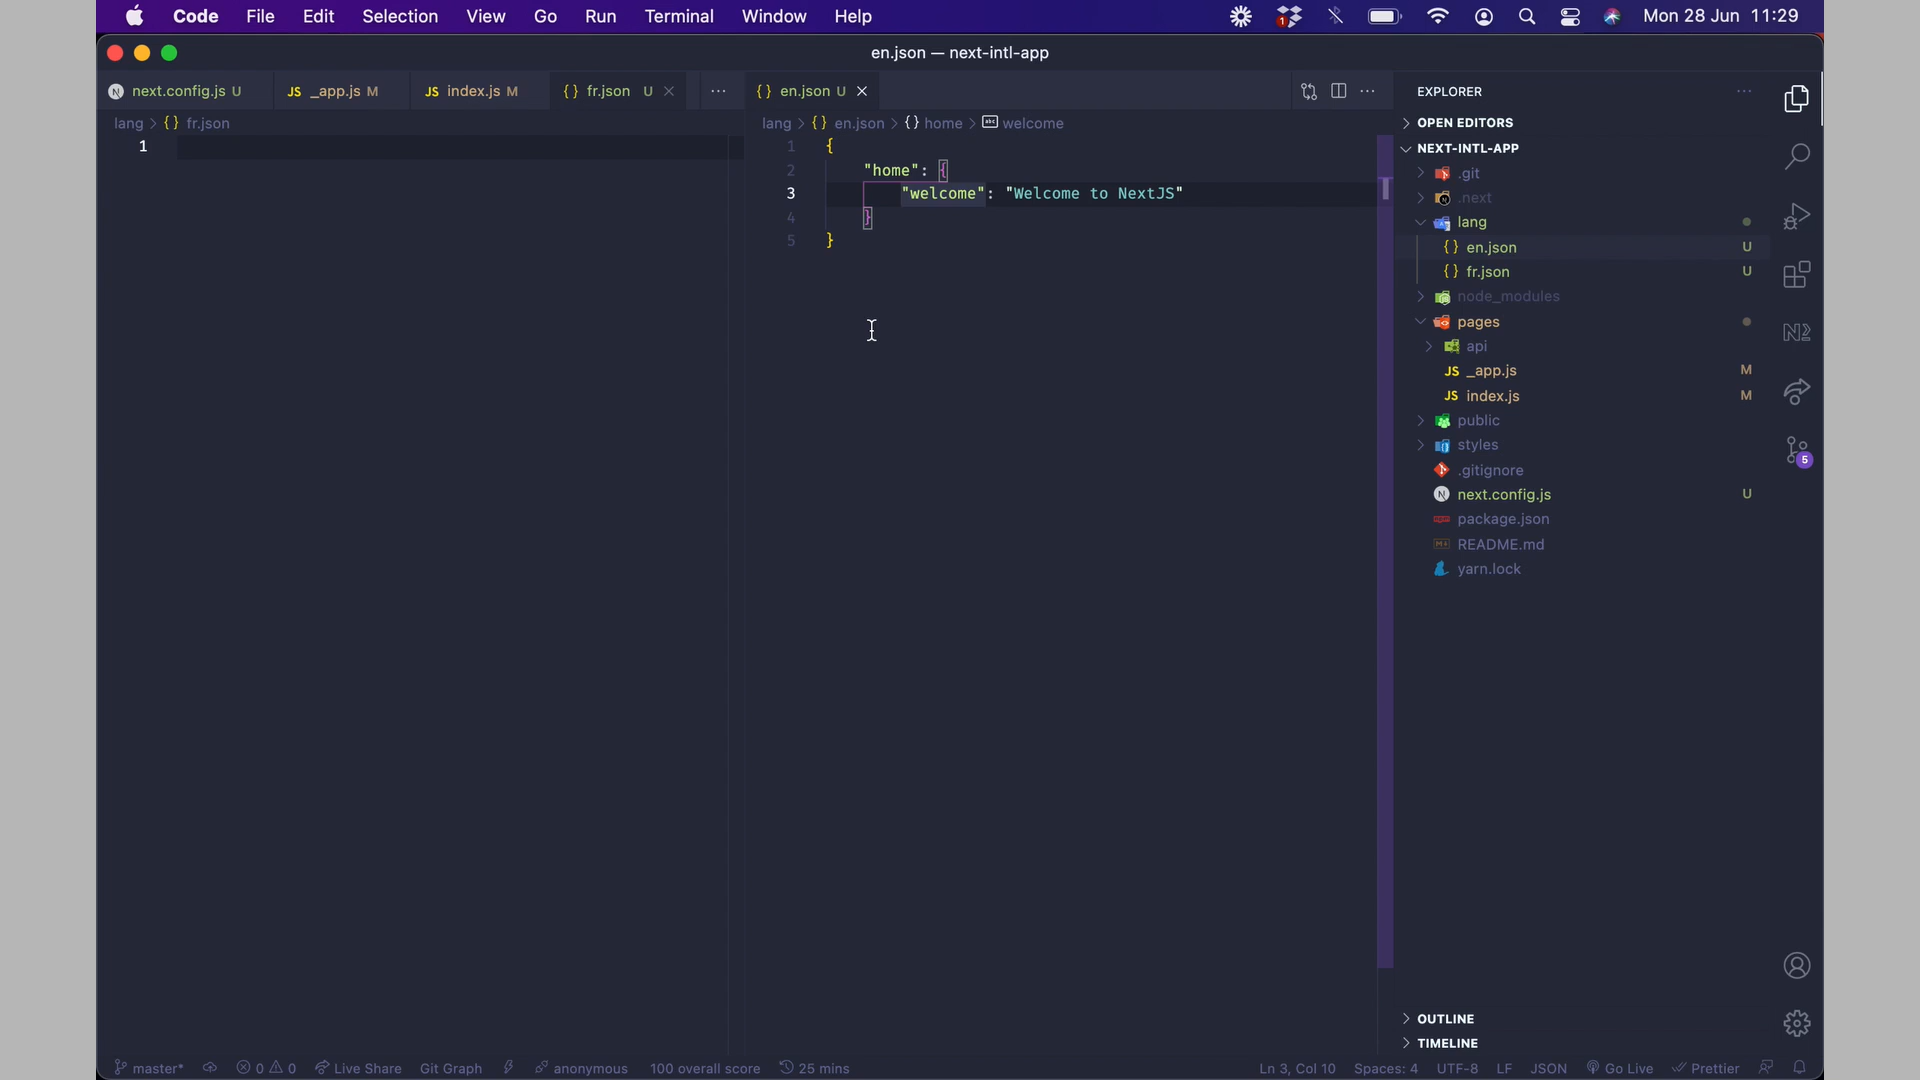 Code File Edit Selection View Go Run Terminal Window Help 1 Mon 28 Jun 11:29
en.json — next-intl-app
N next.config.js U JS _app.js M JS index.js M {} fr.json U ... {} en.json U ...
lang > {} fr.json
1
lang > {} en.json > {} home > abc welcome
1 {
2 "home": {
3 "welcome": "Welcome to NextJS"
4 }
5 }
EXPLORER ...
OPEN EDITORS
NEXT-INTL-APP
.git
.next
lang
{} en.json U
{} fr.json U
node_modules
pages
api
JS _app.js M
JS index.js M
public
styles
.gitignore
N next.config.js U
package.json
README.md
yarn.lock
OUTLINE
TIMELINE
5
master* 0 0 Live Share Git Graph anonymous 100 overall score 25 mins Ln 3, Col 10 Spaces: 4 UTF-8 LF JSON Go Live Prettier